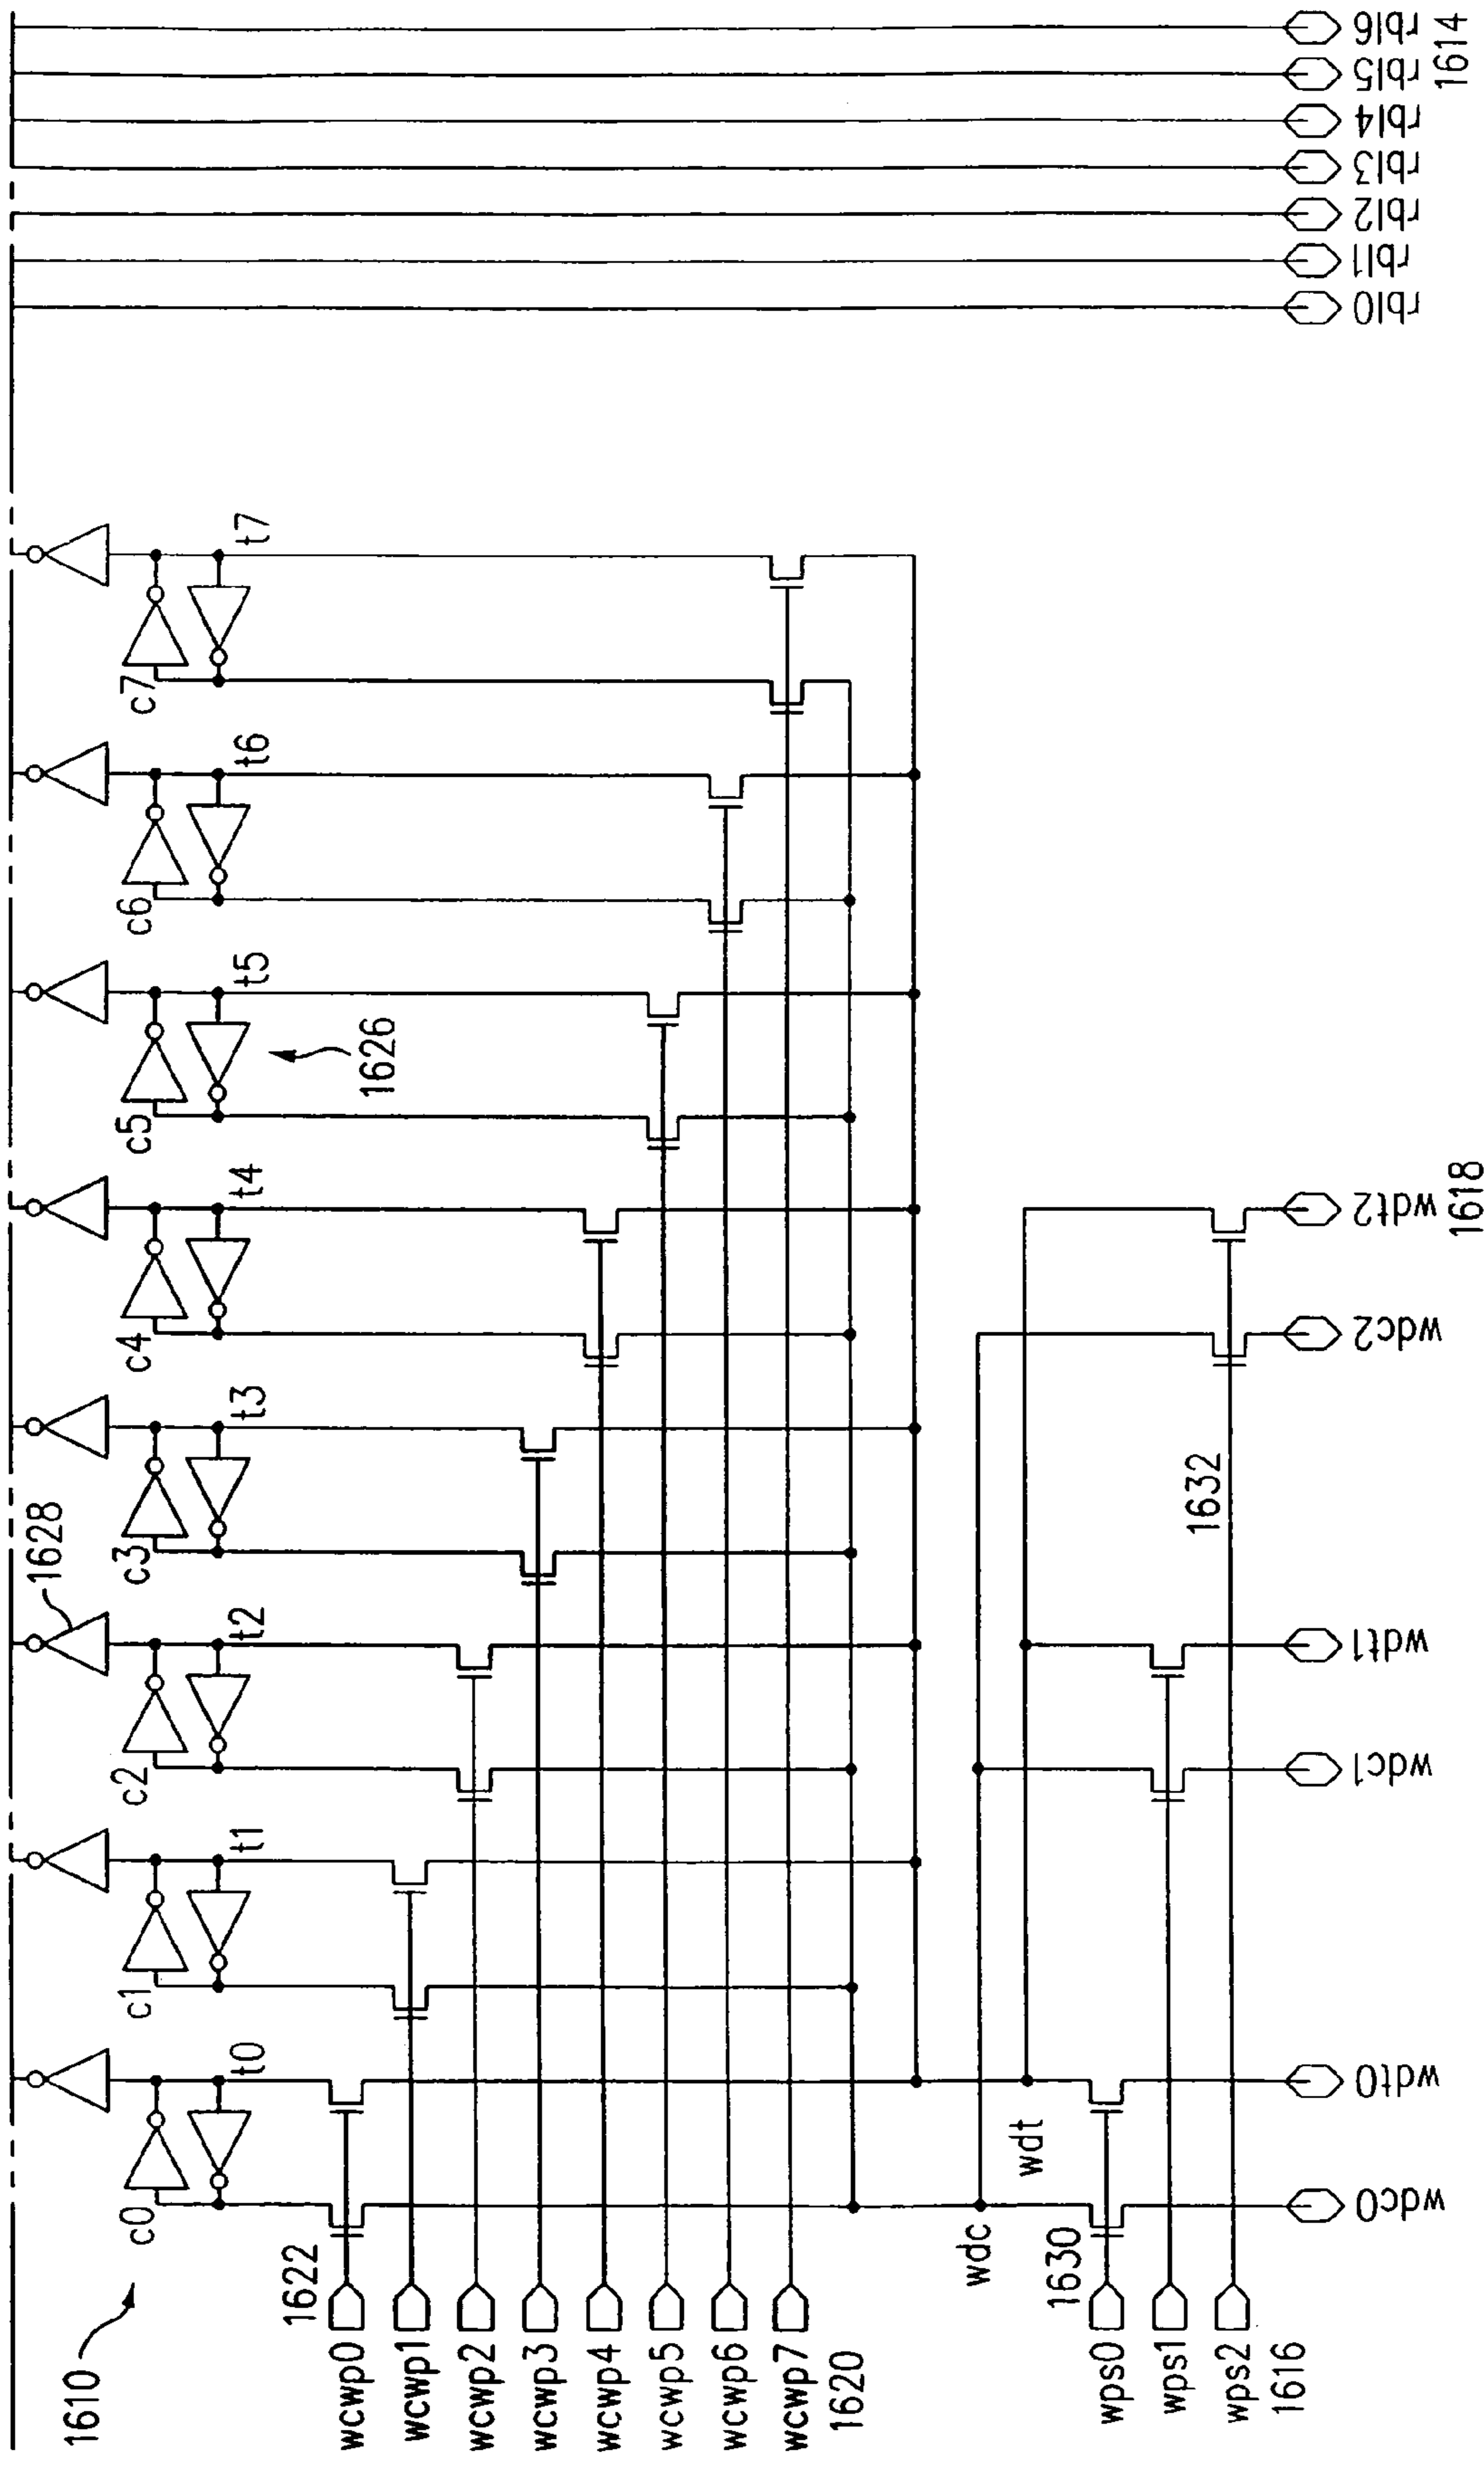 1610
c0
t0
c1
t1
c2
t2
1628
c3
t3
c4
t4
c5
t5
1626
c6
t6
c7
t7
1622
wcwp0
wcwp1
wcwp2
wcwp3
wcwp4
wcwp5
wcwp6
wcwp7
1620
wdc
wdt
1630
wps0
wps1
wps2
1616
1632
wdc0
wdt0
wdc1
wdt1
wdc2
wdt2
1618
rbl0
rbl1
rbl2
rbl3
rbl4
rbl5
rbl6
1614